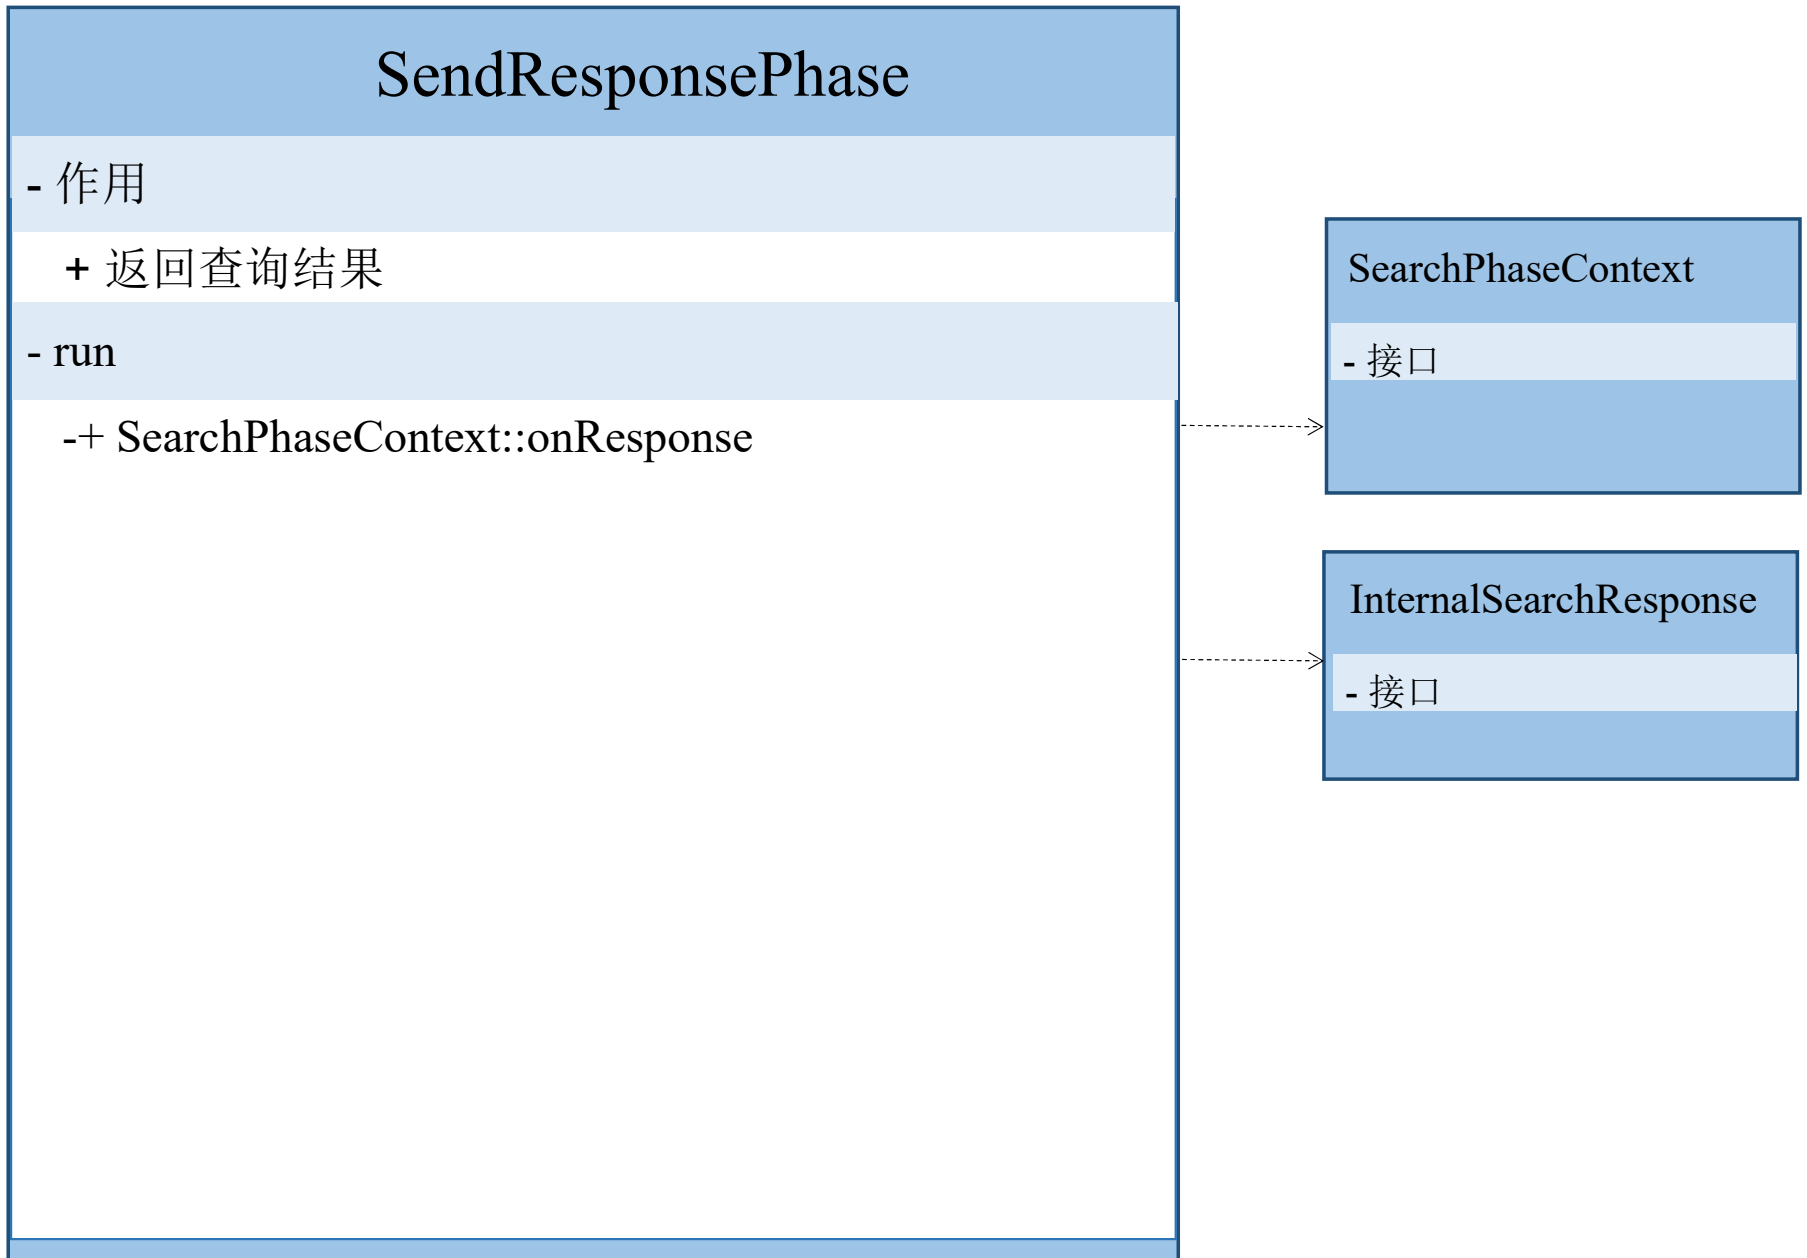 SendResponsePhase
- 作用
+ 返回查询结果
- run
-+ SearchPhaseContext::onResponse
SearchPhaseContext
- 接口
InternalSearchResponse
- 接口